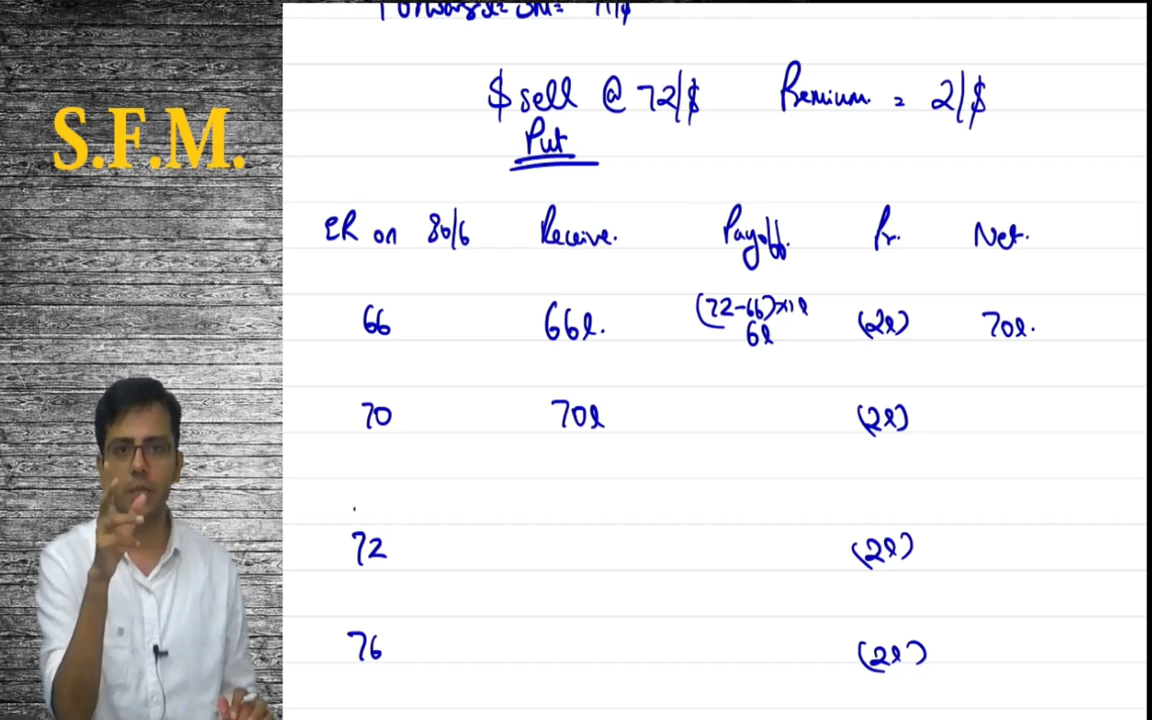 S.F.M.
$ sell @ 72/$ Premium = 2/$
Put
ER on 30/6 Receive. Payoff. Pr. Net.
66 66l. (72-66)×1l (2l) 70l.
6l
70 70l (2l)
72 (2l)
76 (2l)